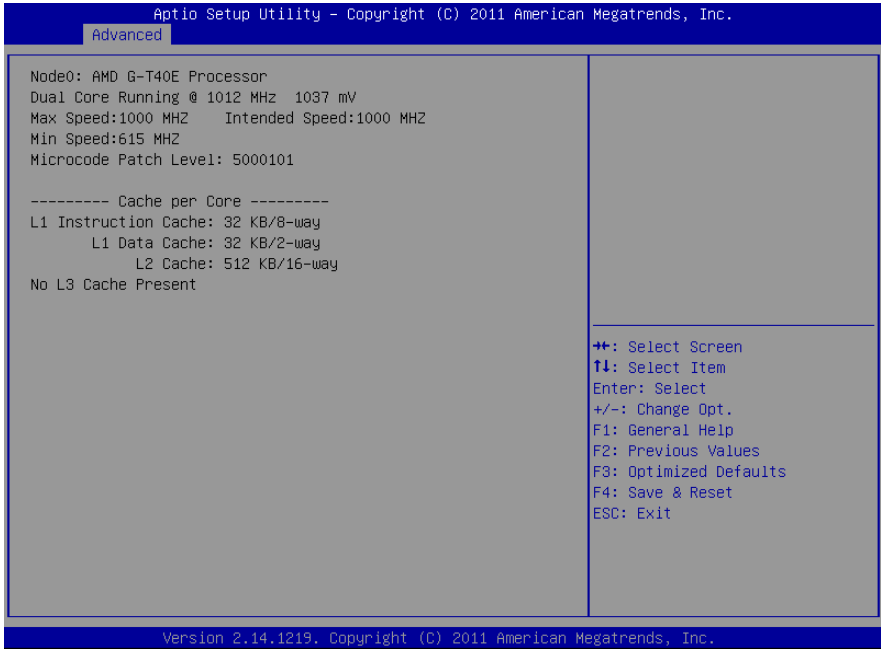 Aptio Setup Utility – Copyright (C) 2011 American Megatrends, Inc.
Advanced
Node0: AMD G-T40E Processor
Dual Core Running @ 1012 MHz  1037 mV
Max Speed:1000 MHZ    Intended Speed:1000 MHZ
Min Speed:615 MHZ
Microcode Patch Level: 5000101
--------- Cache per Core ---------
L1 Instruction Cache: 32 KB/8-way
L1 Data Cache: 32 KB/2-way
L2 Cache: 512 KB/16-way
No L3 Cache Present
→←: Select Screen
↑↓: Select Item
Enter: Select
+/-: Change Opt.
F1: General Help
F2: Previous Values
F3: Optimized Defaults
F4: Save & Reset
ESC: Exit
Version 2.14.1219. Copyright (C) 2011 American Megatrends, Inc.